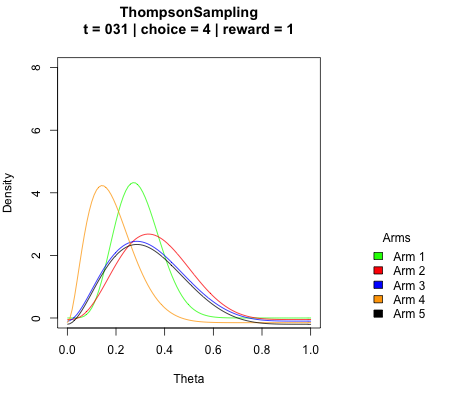 ThompsonSampling
t = 031 | choice = 4 | reward = 1
8
6
4
2
0
Density
0.0 0.2 0.4 0.6 0.8 1.0
Theta
Arms
Arm 1
Arm 2
Arm 3
Arm 4
Arm 5